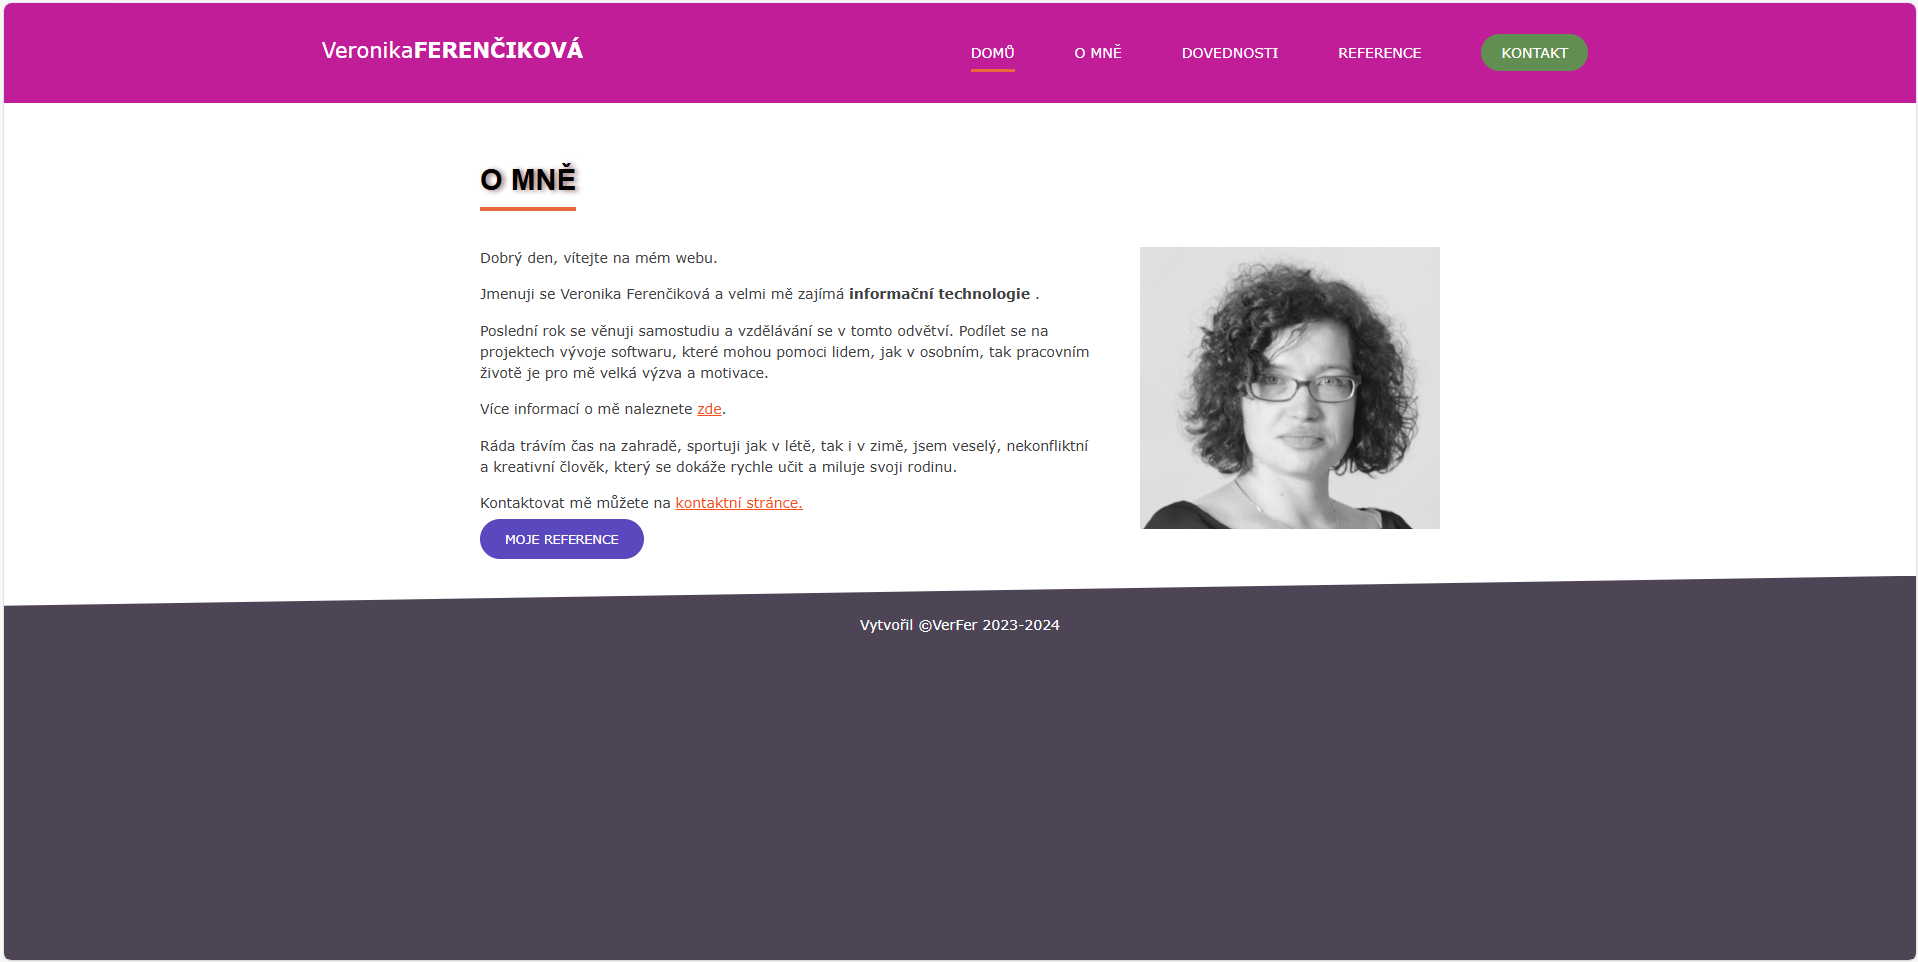 VeronikaFERENČIKOVÁ
DOMŮ O MNĚ DOVEDNOSTI REFERENCE KONTAKT
O MNĚ
Dobrý den, vítejte na mém webu.
Jmenuji se Veronika Ferenčiková a velmi mě zajímá informační technologie .
Poslední rok se věnuji samostudiu a vzdělávání se v tomto odvětví. Podílet se na
projektech vývoje softwaru, které mohou pomoci lidem, jak v osobním, tak pracovním
životě je pro mě velká výzva a motivace.
Více informací o mě naleznete zde.
Ráda trávím čas na zahradě, sportuji jak v létě, tak i v zimě, jsem veselý, nekonfliktní
a kreativní člověk, který se dokáže rychle učit a miluje svoji rodinu.
Kontaktovat mě můžete na kontaktní stránce.
MOJE REFERENCE
Vytvořil ©VerFer 2023-2024